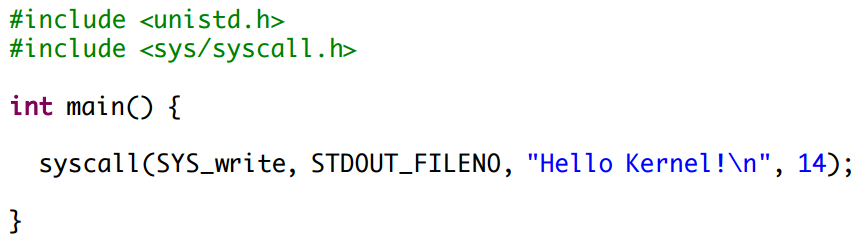 #include <unistd.h>
#include <sys/syscall.h>
int main() {
syscall(SYS_write, STDOUT_FILENO, "Hello Kernel!\n", 14);
}